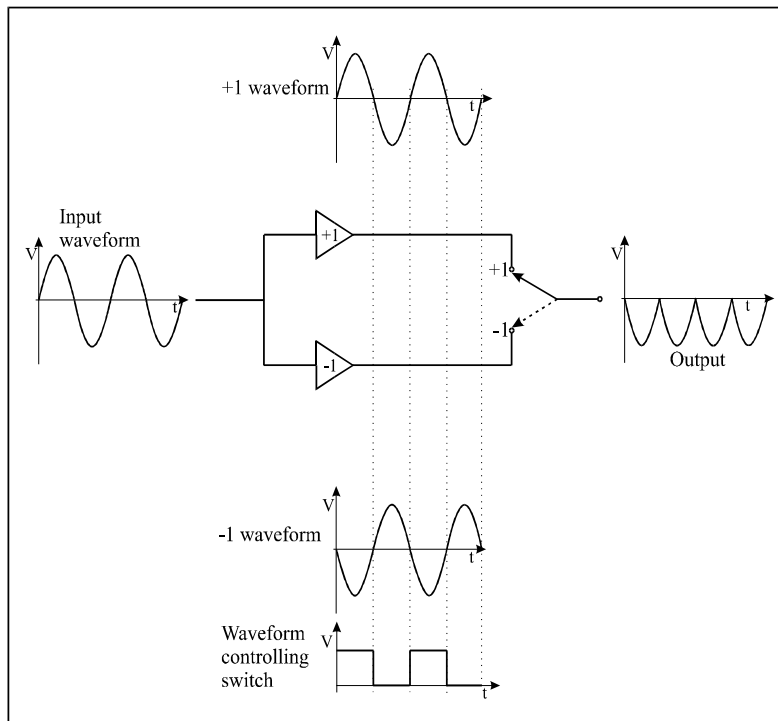 V
+1 waveform
t
Input
waveform
V
t
+1
+1
-1
-1
V
t
Output
V
-1 waveform
t
Waveform
controlling
switch
V
t